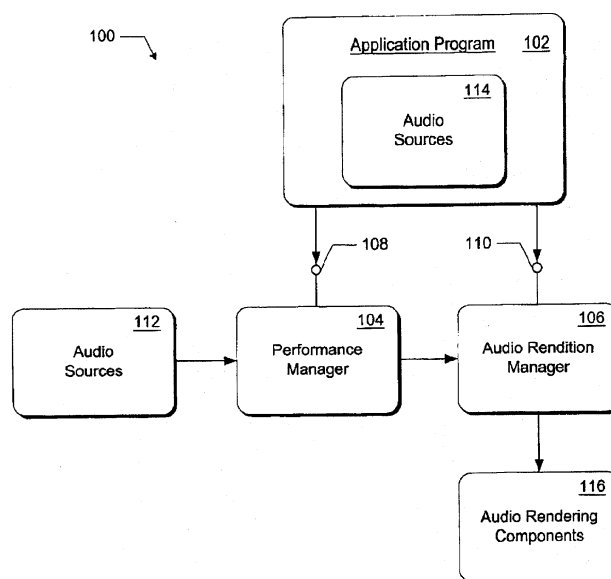 100
Application Program 102
114
Audio
Sources
108
110
112
Audio
Sources
104
Performance
Manager
106
Audio Rendition
Manager
116
Audio Rendering
Components